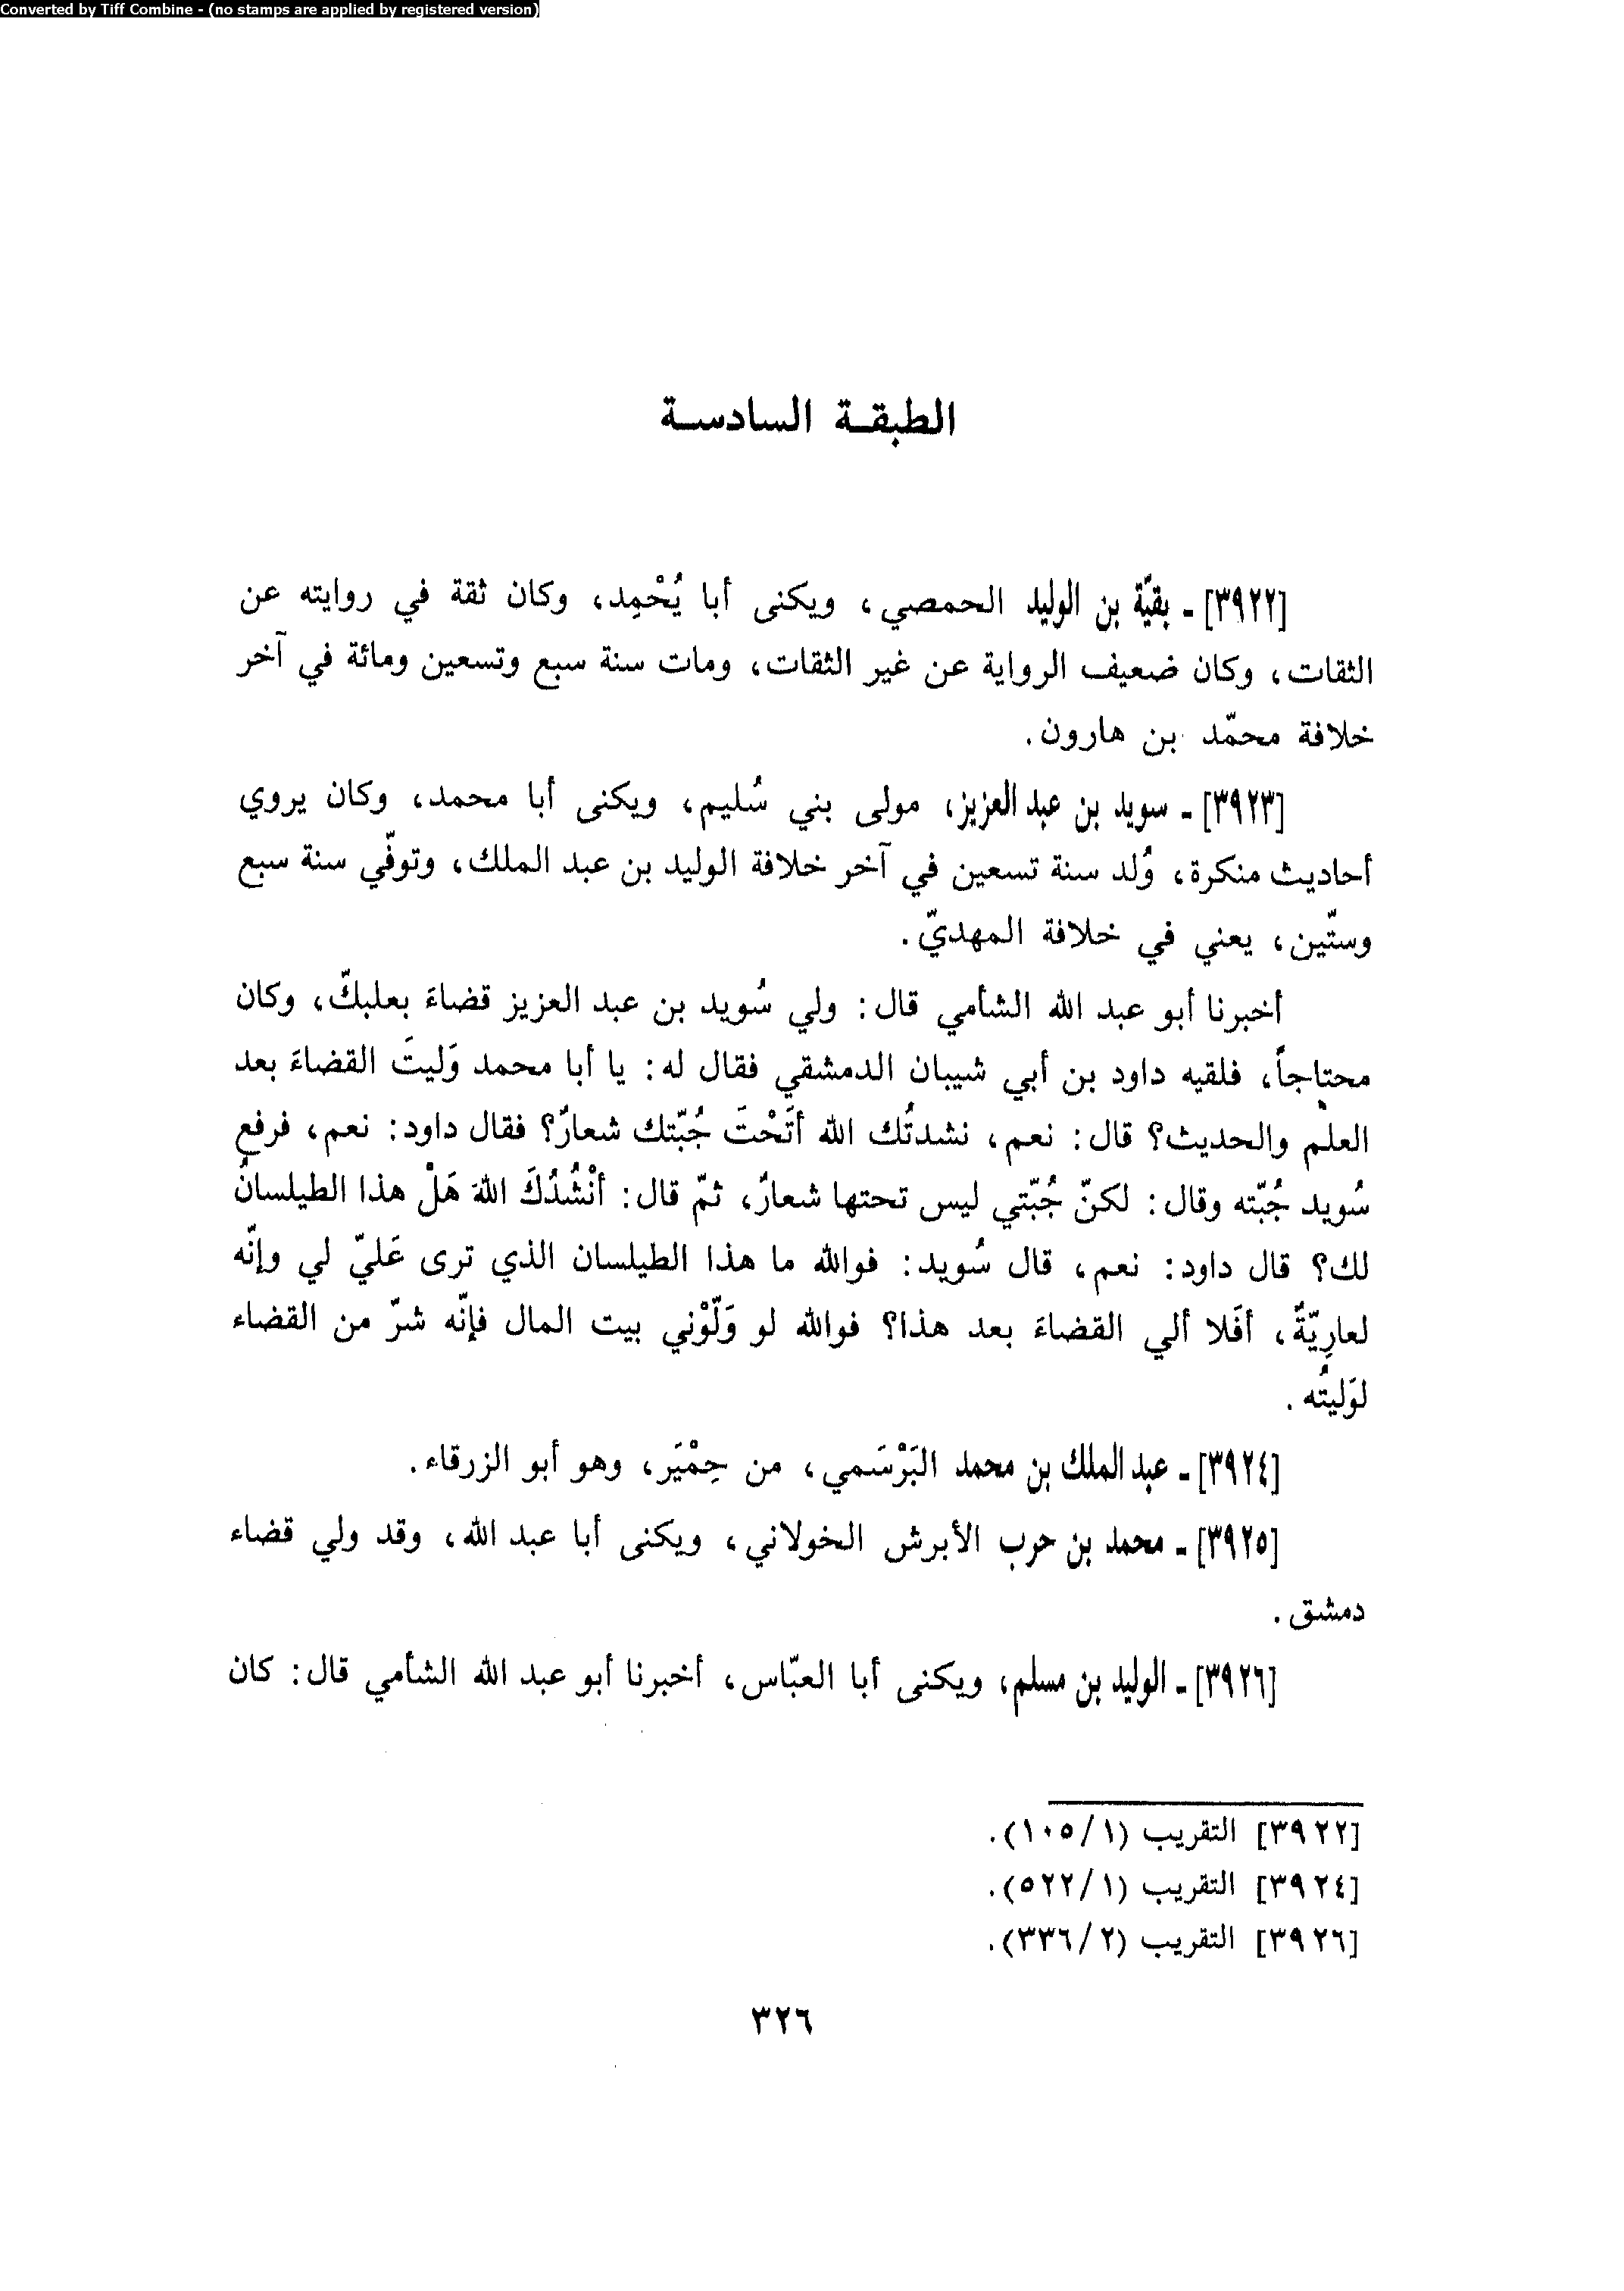 Converted by Tiff Combine - (no stamps are applied by registered version)
الطبقة السادسة
[٣٩٢٢] - بقيّة بن الوليد الحمصي، ويكنى أبا يُحْمِد، وكان ثقة في روايته عن
الثقات، وكان ضعيف الرواية عن غير الثقات، ومات سنة سبع وتسعين ومائة في آخر
خلافة محمّد بن هارون.
[٣٩٢٣] - سويد بن عبد العزيز، مولى بني سُليم، ويكنى أبا محمد، وكان يروي
أحاديث منكرة، وُلد سنة تسعين في آخر خلافة الوليد بن عبد الملك، وتوفّي سنة سبع
وستّين، يعني في خلافة المهديّ.
أخبرنا أبو عبد الله الشأمي قال: ولي سُويد بن عبد العزيز قضاءَ بعلبكّ، وكان
محتاجاً، فلقيه داود بن أبي شيبان الدمشقي فقال له: يا أبا محمد وَليتَ القضاءَ بعد
العلم والحديث؟ قال: نعم، نشدتُك الله أتَحْتَ جُبّتك شعارٌ؟ فقال داود: نعم، فرفع
سُويد جُبّته وقال: لكنّ جُبّتي ليس تحتها شعارٌ، ثمّ قال: أنْشُدُكَ اللهَ هَلْ هذا الطيلسانُ
لك؟ قال داود: نعم، قال سُويد: فوالله ما هذا الطيلسان الذي ترى عَليّ لي وإنّه
لعارِيّةٌ، أفَلا ألي القضاءَ بعد هذا؟ فوالله لو وَلّوْني بيت المال فإنّه شرّ من القضاء
لوَليتُه.
[٣٩٢٤] - عبد الملك بن محمد البَرْسَمي، من حِمْيَر، وهو أبو الزرقاء.
[٣٩٢٥] - محمد بن حرب الأبرش الخولاني، ويكنى أبا عبد الله، وقد ولي قضاء
دمشق.
[٣٩٢٦] - الوليد بن مسلم، ويكنى أبا العبّاس، أخبرنا أبو عبد الله الشأمي قال: كان
[٣٩٢٢] التقريب (١/١٠٥).
[٣٩٢٤] التقريب (١/٥٢٢).
[٣٩٢٦] التقريب (٢/٣٣٦).
٣٢٦